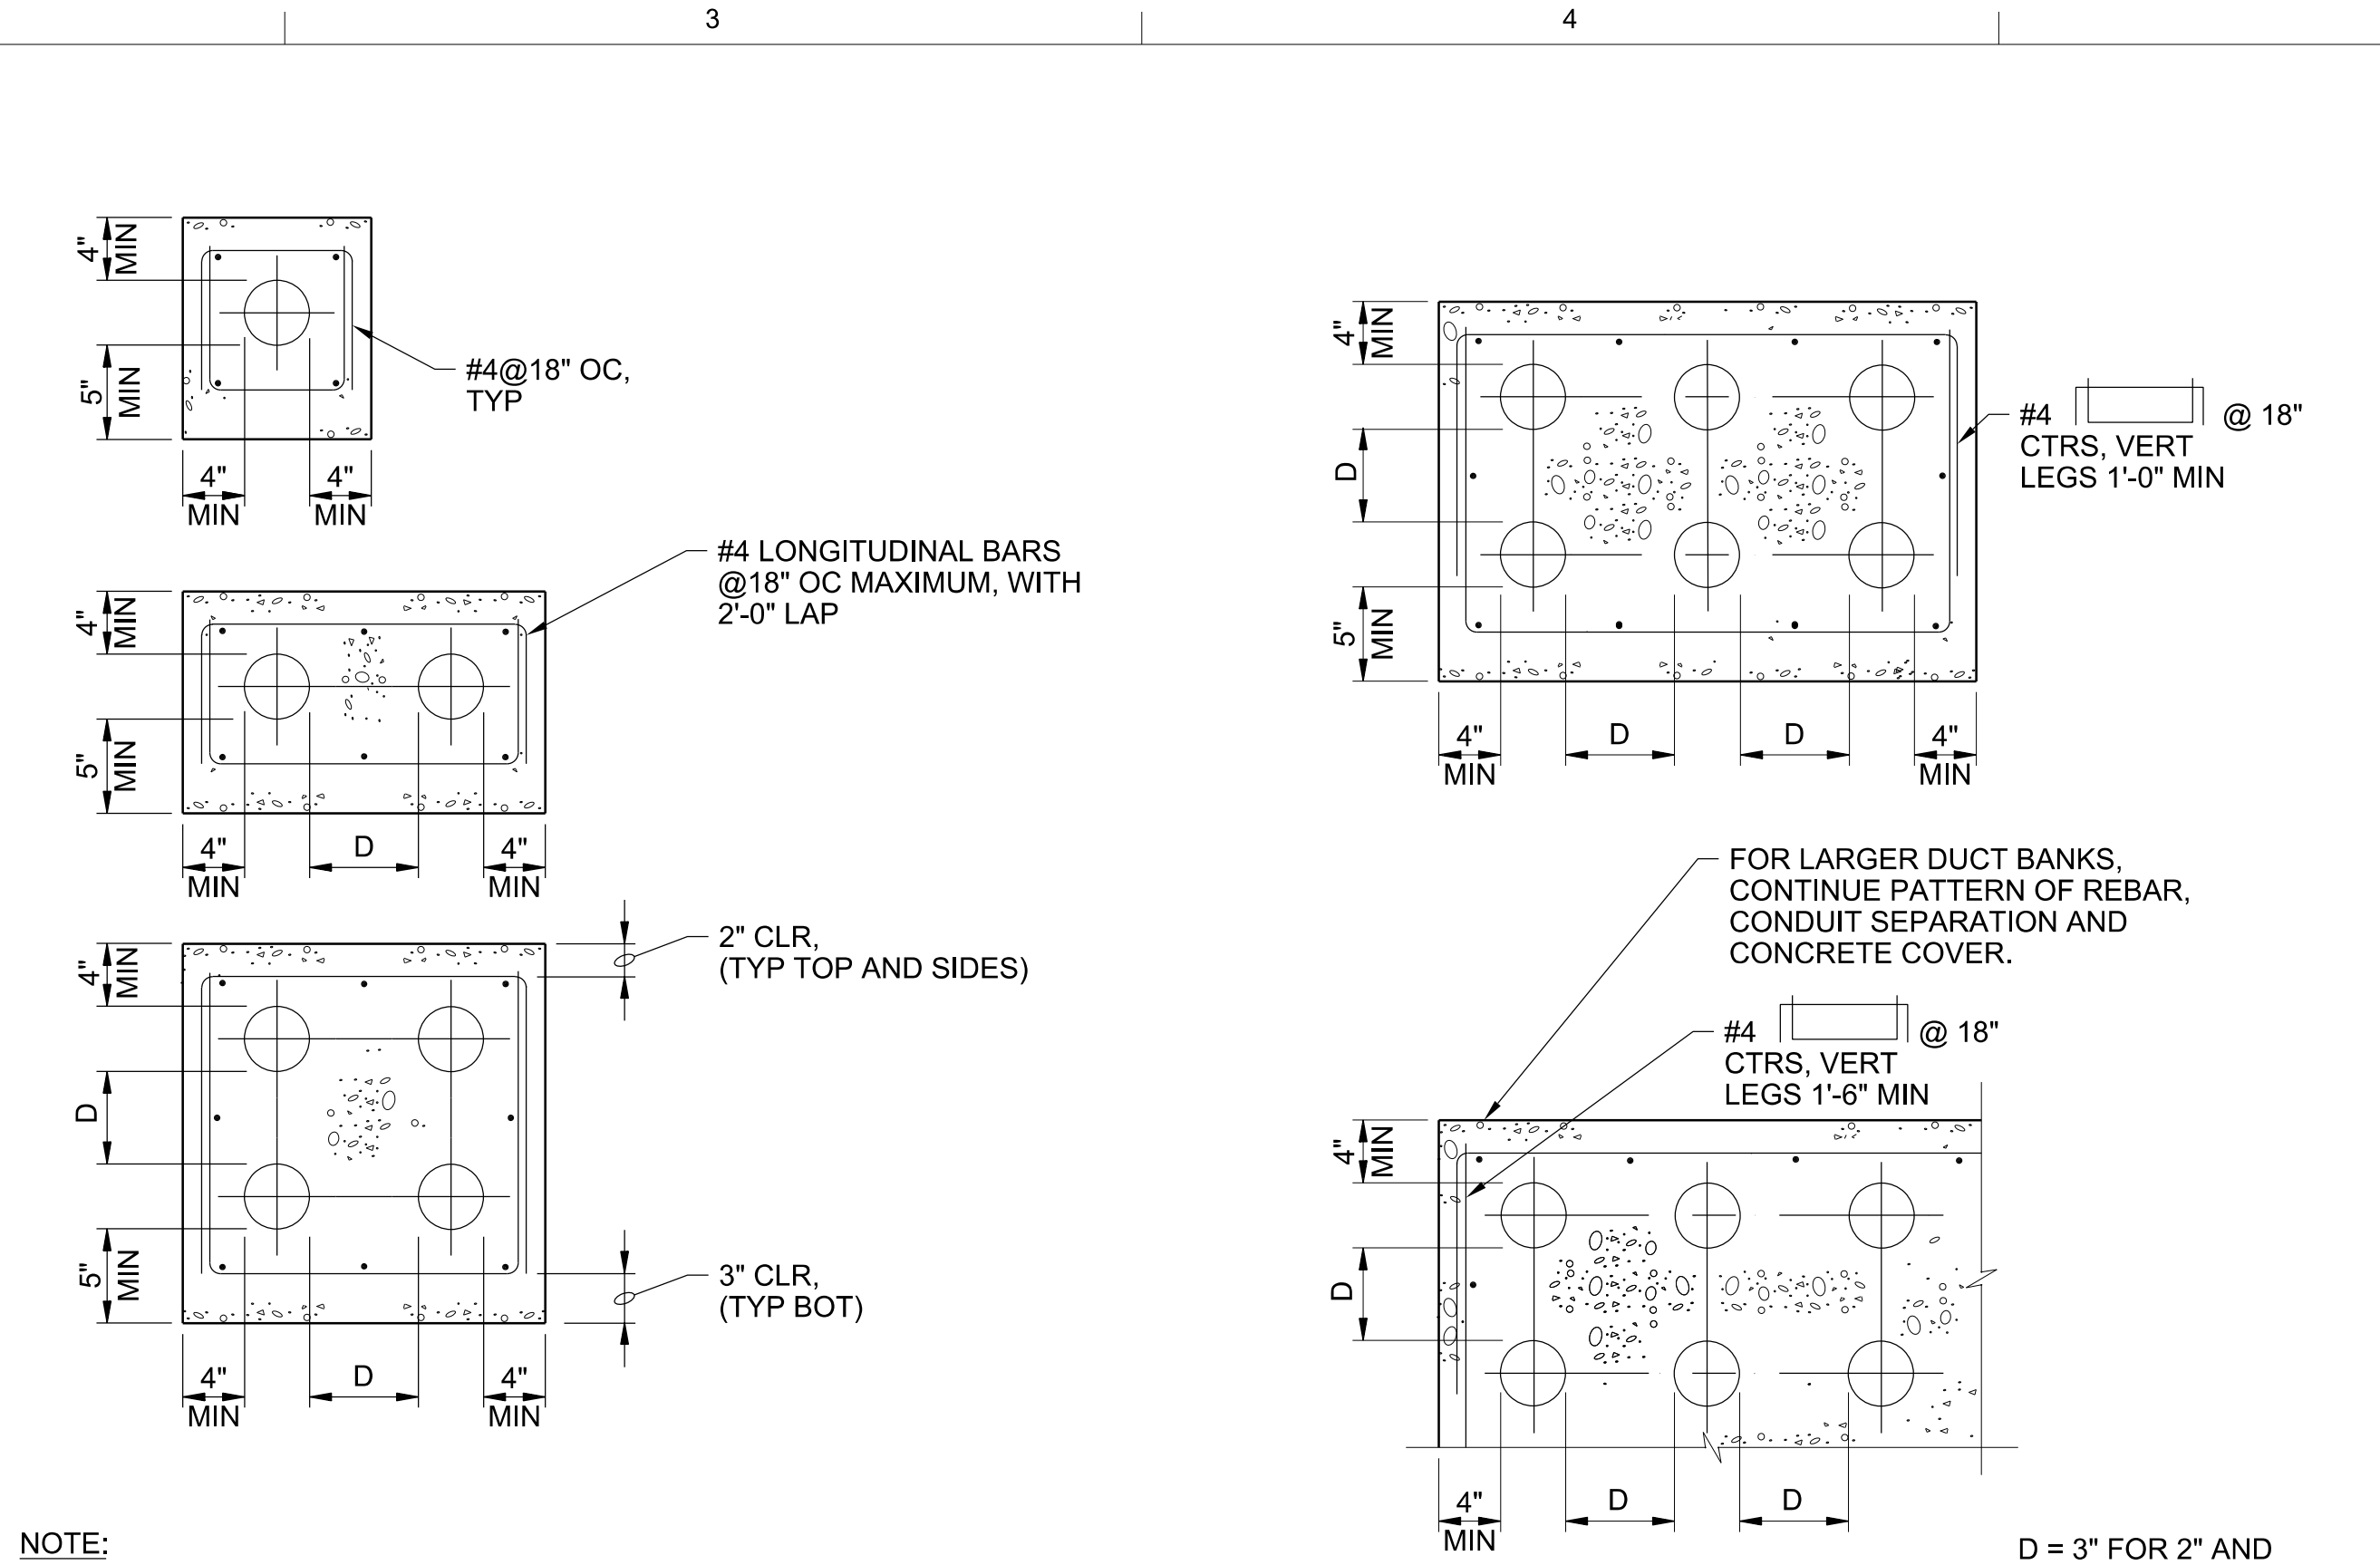 3
4
4"
MIN
5"
MIN
4"
MIN
4"
MIN
#4@18" OC,
TYP
4"
MIN
5"
MIN
4"
MIN
D
4"
MIN
#4 LONGITUDINAL BARS
@18" OC MAXIMUM, WITH
2'-0" LAP
4"
MIN
D
5"
MIN
4"
MIN
D
4"
MIN
2" CLR,
(TYP TOP AND SIDES)
3" CLR,
(TYP BOT)
4"
MIN
D
5"
MIN
4"
MIN
D
D
4"
MIN
#4 @ 18"
CTRS, VERT
LEGS 1'-0" MIN
FOR LARGER DUCT BANKS,
CONTINUE PATTERN OF REBAR,
CONDUIT SEPARATION AND
CONCRETE COVER.
#4 @ 18"
CTRS, VERT
LEGS 1'-6" MIN
4"
MIN
D
4"
MIN
D
D
NOTE:
D = 3" FOR 2" AND